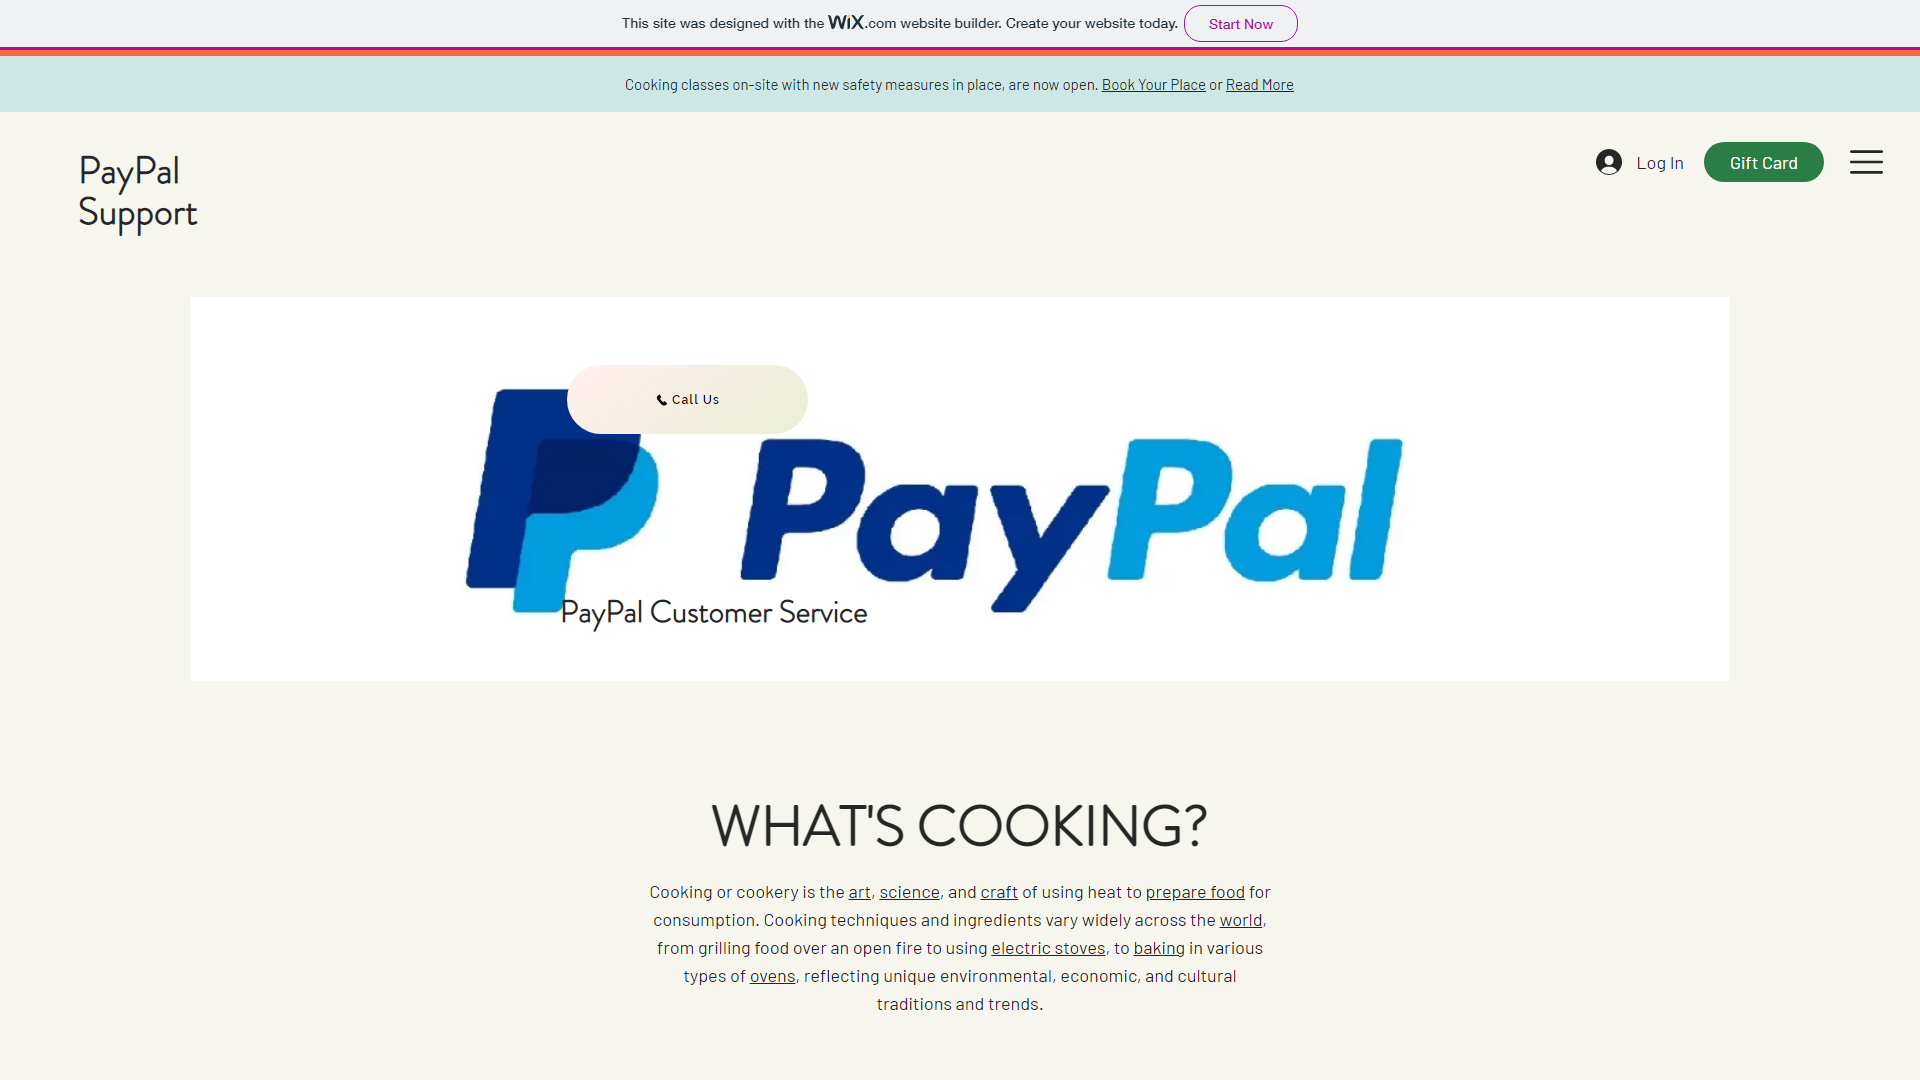 This site was designed with the WiX.com website builder. Create your website today. Start Now
Cooking classes on-site with new safety measures in place, are now open. Book Your Place or Read More
PayPal
Support
Log In
Gift Card
Call Us
PayPal
PayPal Customer Service
WHAT'S COOKING?
Cooking or cookery is the art, science, and craft of using heat to prepare food for
consumption. Cooking techniques and ingredients vary widely across the world,
from grilling food over an open fire to using electric stoves, to baking in various
types of ovens, reflecting unique environmental, economic, and cultural
traditions and trends.